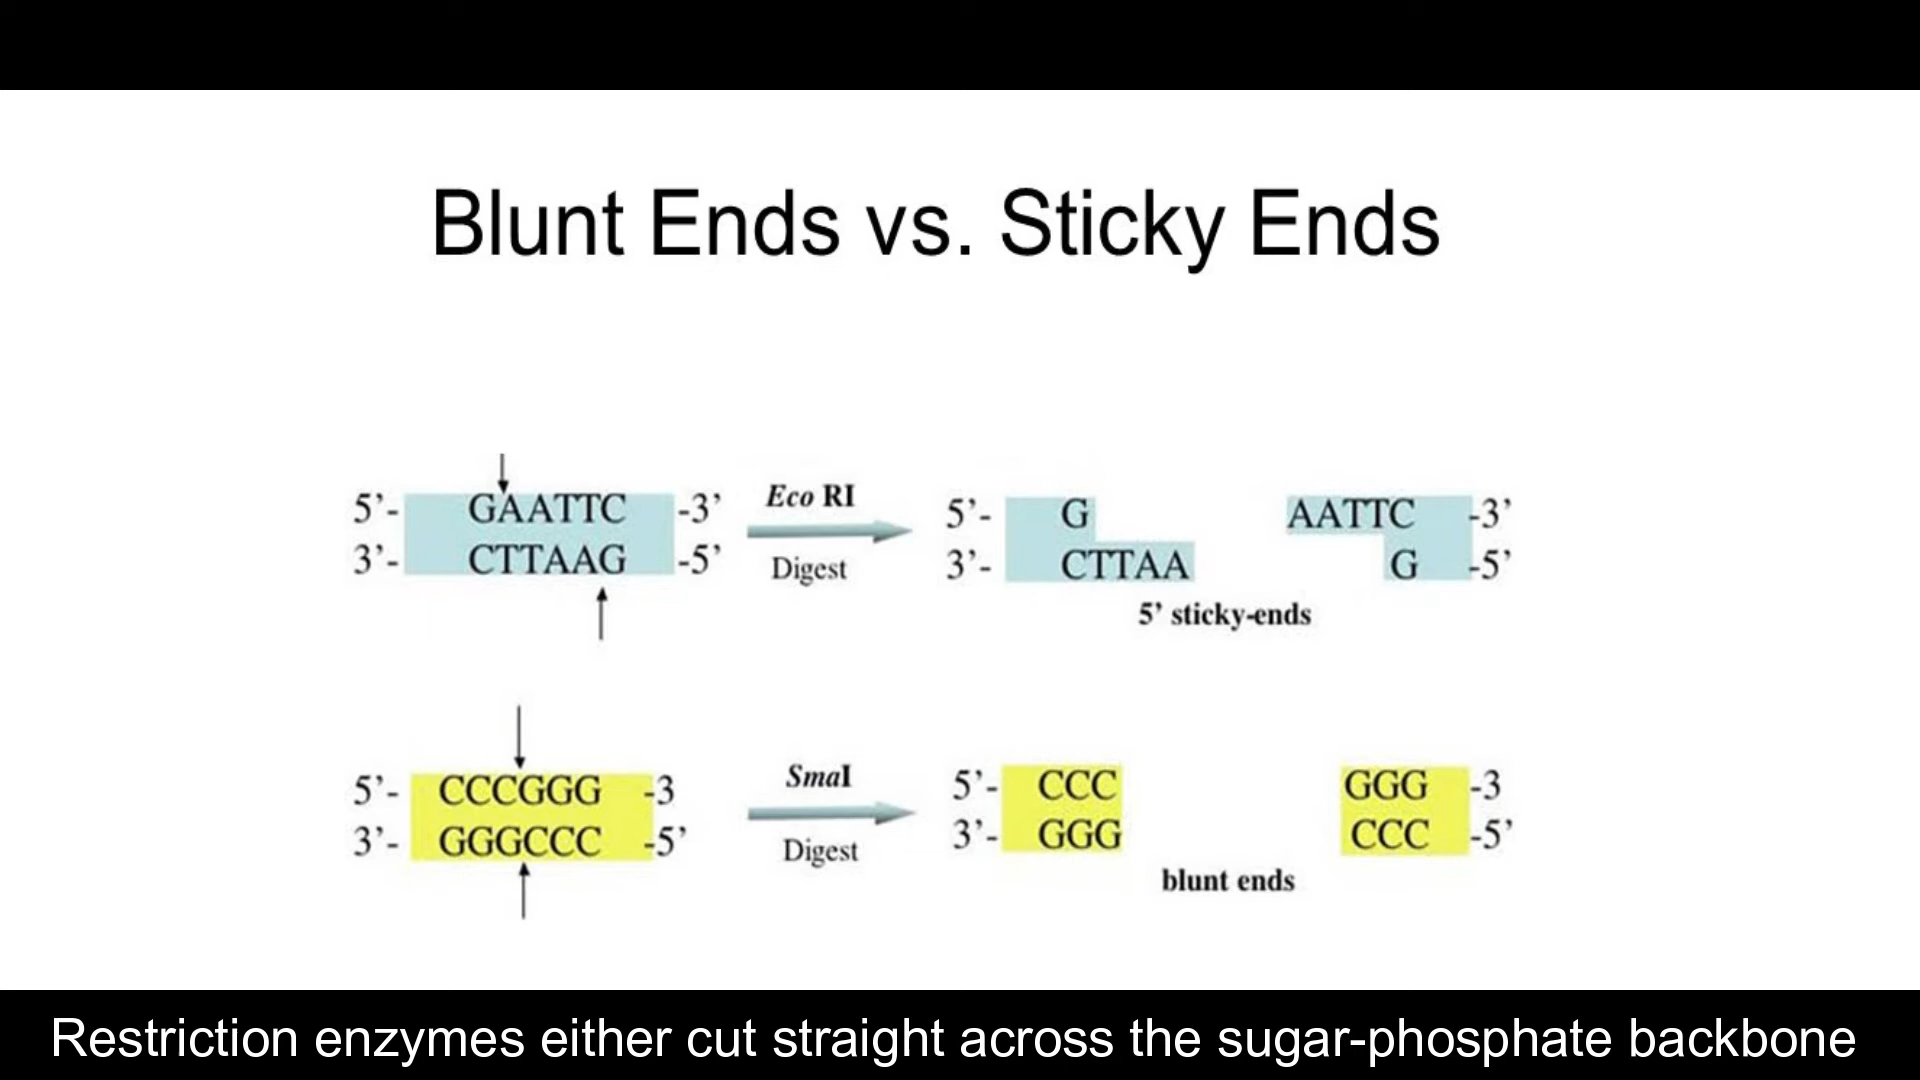 Blunt Ends vs. Sticky Ends
5’- GAATTC -3’ Eco RI 5’- G AATTC -3’
3’- CTTAAG -5’ Digest 3’- CTTAA G -5’
5’ sticky-ends
5’- CCCGGG -3 SmaI 5’- CCC GGG -3
3’- GGGCCC -5’ Digest 3’- GGG CCC -5’
blunt ends
Restriction enzymes either cut straight across the sugar-phosphate backbone